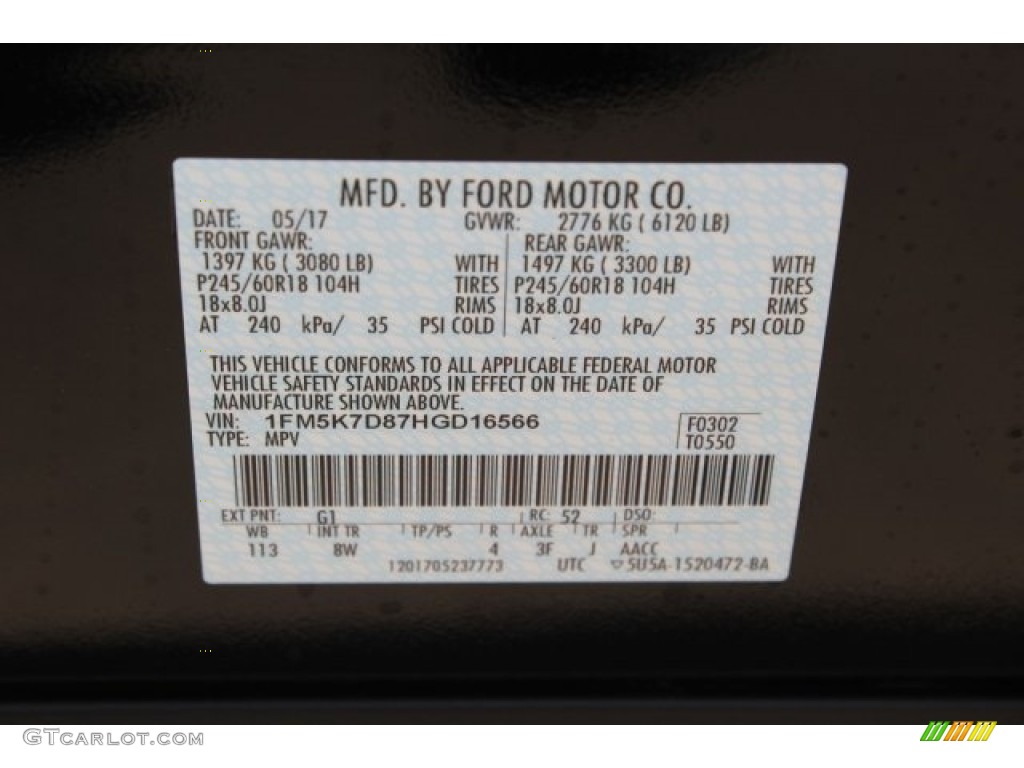 MFD. BY FORD MOTOR CO.
DATE: 05/17 GVWR: 2776 KG ( 6120 LB)
FRONT GAWR: REAR GAWR:
1397 KG ( 3080 LB) WITH 1497 KG ( 3300 LB) WITH
P245/60R18 104H TIRES P245/60R18 104H TIRES
18x8.0J RIMS 18x8.0J RIMS
AT 240 kPa/ 35 PSI COLD AT 240 kPa/ 35 PSI COLD
THIS VEHICLE CONFORMS TO ALL APPLICABLE FEDERAL MOTOR
VEHICLE SAFETY STANDARDS IN EFFECT ON THE DATE OF
MANUFACTURE SHOWN ABOVE.
VIN: 1FM5K7D87HGD16566 F0302
TYPE: MPV T0550
EXT PNT: G1 RC: 52 DSO:
WB INT TR TP/PS R AXLE TR SPR
113 8W 4 3F J AACC
1201705237773 UTC ▽5U5A-1520472-BA
GTCarlot.com